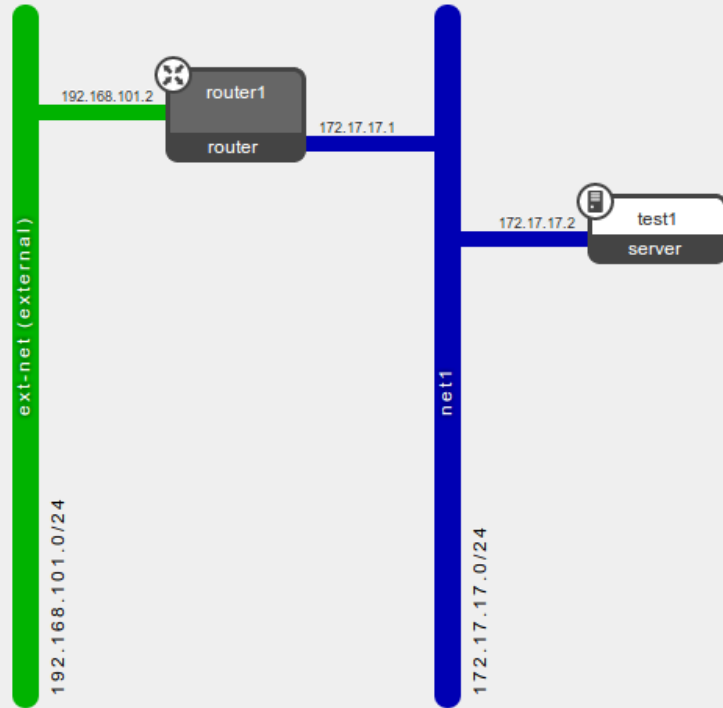 192.168.101.2
router1
router
172.17.17.1
172.17.17.2
test1
server
ext-net (external)
192.168.101.0/24
net1
172.17.17.0/24